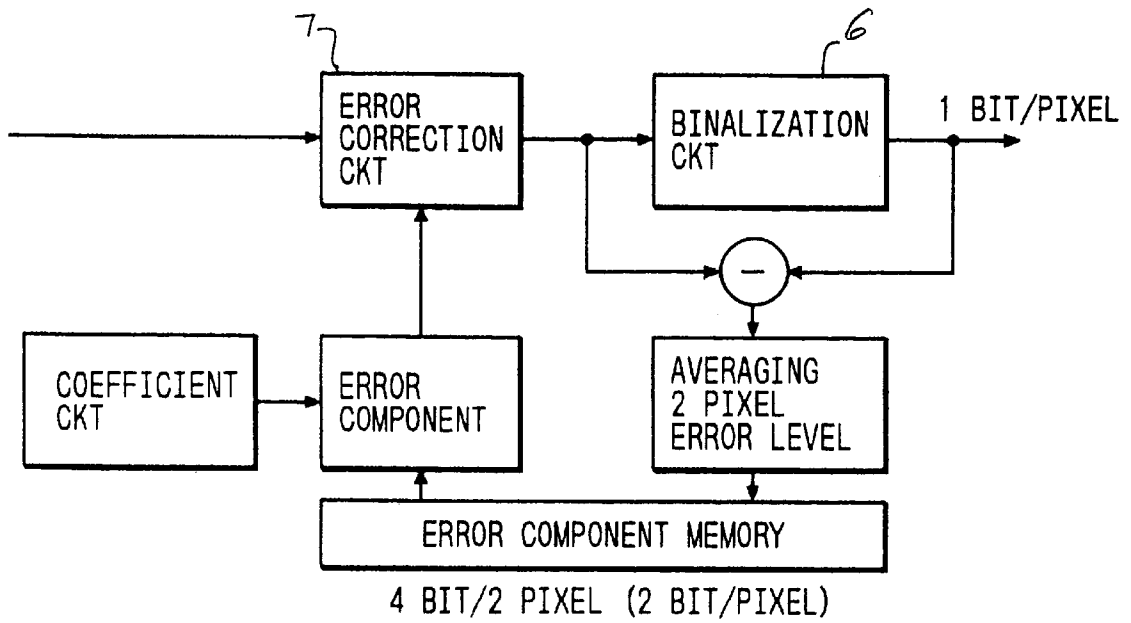 7
6
ERROR
CORRECTION
CKT
BINALIZATION
CKT
1 BIT/PIXEL
−
COEFFICIENT
CKT
ERROR
COMPONENT
AVERAGING
2 PIXEL
ERROR LEVEL
ERROR COMPONENT MEMORY
4 BIT/2 PIXEL (2 BIT/PIXEL)